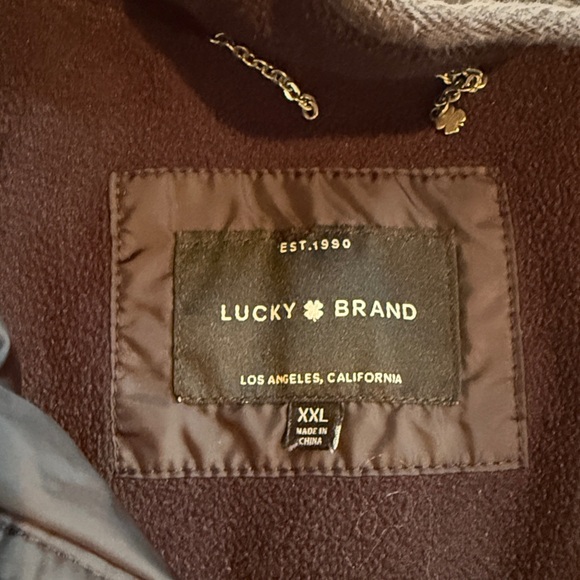 EST.1990
LUCKY BRAND
LOS ANGELES, CALIFORNIA
XXL
MADE IN
CHINA